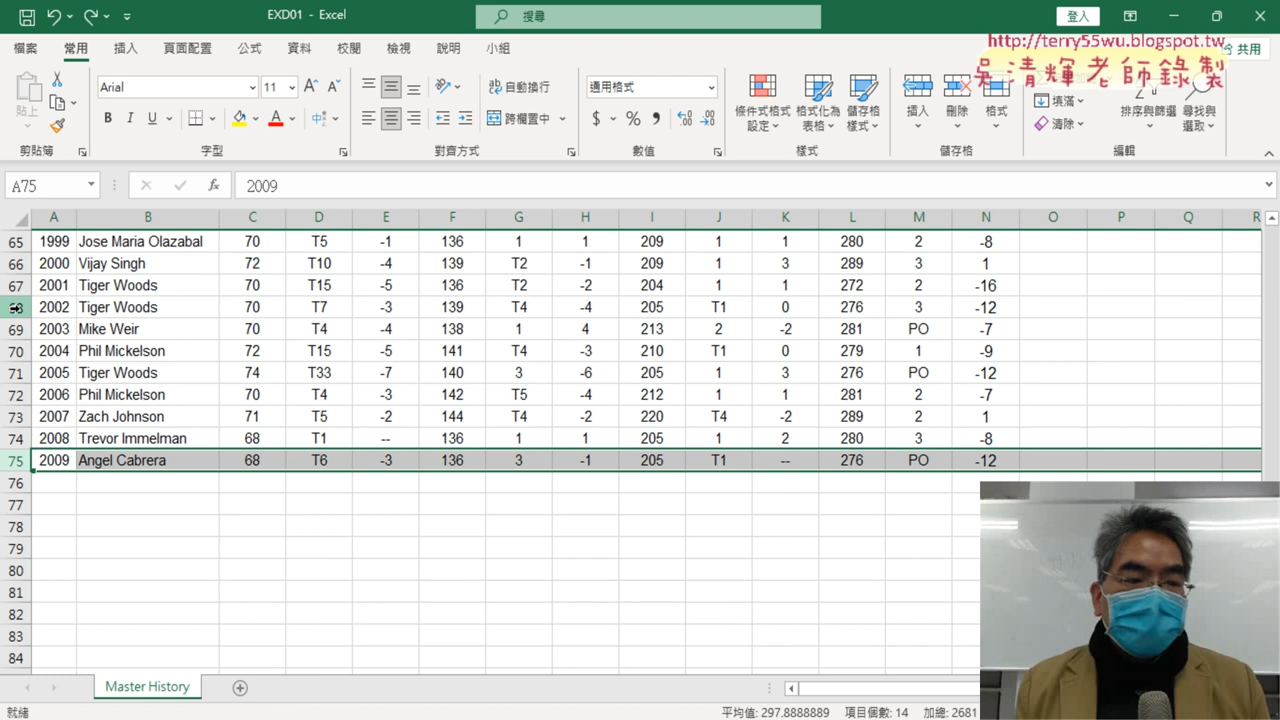 EXD01 - Excel
搜尋
登入
http://terry55wu.blogspot.tw
吳清輝老師錄製
檔案 常用 插入 頁面配置 公式 資料 校閱 檢視 說明 小組 共用
貼上
Arial 11
B I U
自動換行
跨欄置中
通用格式
$ % 9
條件式格式設定 格式化為表格 儲存格樣式
插入 刪除 格式
填滿
清除
排序與篩選 尋找與選取
剪貼簿 字型 對齊方式 數值 樣式 儲存格 編輯
A75 fx 2009
A B C D E F G H I J K L M N O P Q R
65 1999 Jose Maria Olazabal 70 T5 -1 136 1 1 209 1 1 280 2 -8
66 2000 Vijay Singh 72 T10 -4 139 T2 -1 209 1 3 289 3 1
67 2001 Tiger Woods 70 T15 -5 136 T2 -2 204 1 1 272 2 -16
2002 Tiger Woods 70 T7 -3 139 T4 -4 205 T1 0 276 3 -12
69 2003 Mike Weir 70 T4 -4 138 1 4 213 2 -2 281 PO -7
70 2004 Phil Mickelson 72 T15 -5 141 T4 -3 210 T1 0 279 1 -9
71 2005 Tiger Woods 74 T33 -7 140 3 -6 205 1 3 276 PO -12
72 2006 Phil Mickelson 70 T4 -3 142 T5 -4 212 1 1 281 2 -7
73 2007 Zach Johnson 71 T5 -2 144 T4 -2 220 T4 -2 289 2 1
74 2008 Trevor Immelman 68 T1 -- 136 1 1 205 1 2 280 3 -8
75 2009 Angel Cabrera 68 T6 -3 136 3 -1 205 T1 -- 276 PO -12
76
77
78
79
80
81
82
83
84
Master History
就緒 平均值: 297.8888889 項目個數: 14 加總: 2681